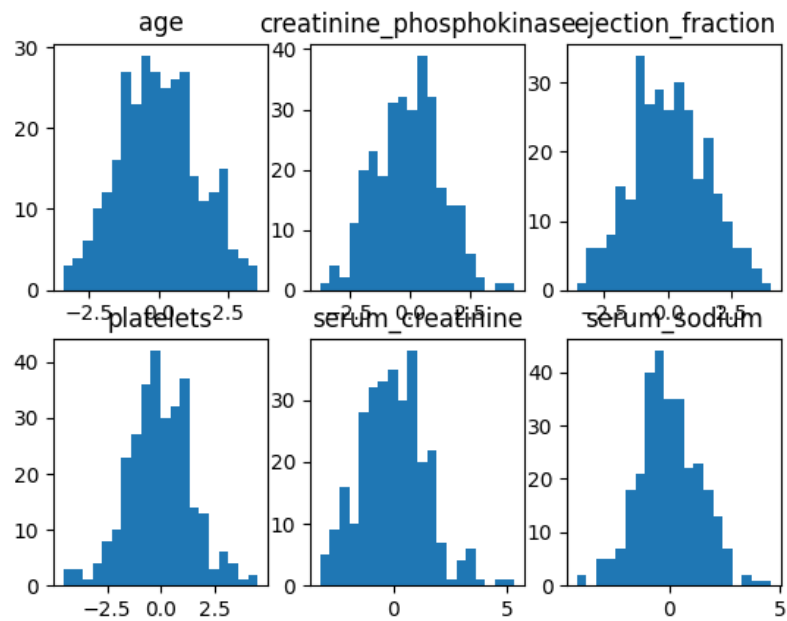 age creatinine_phosphokinase ejection_fraction
30 40
30
20 30
20
20
10
10 10
0 0 0
−2.5 0.0 2.5 −2.5 0.0 2.5 −2.5 0.0 2.5
platelets serum_creatinine serum_sodium
40 40
30
30 30
20
20 20
10
10 10
0 0 0
−2.5 0.0 2.5 0 5 0 5